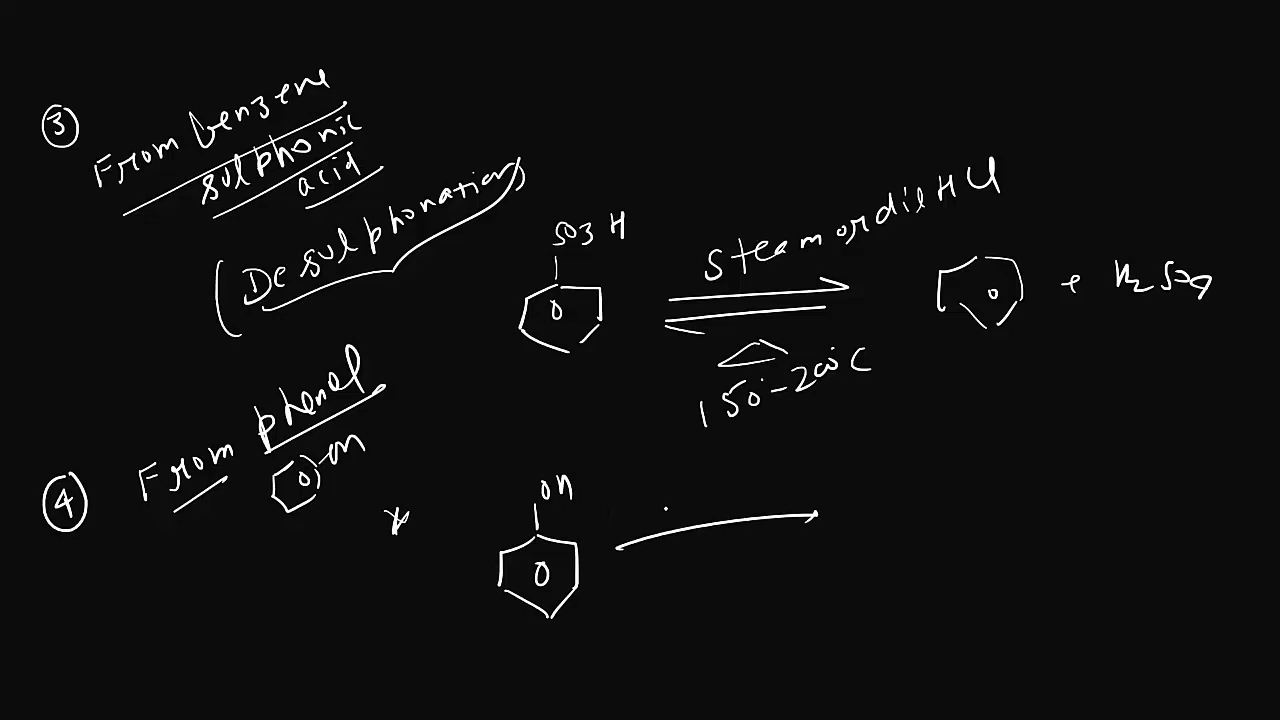 ③ From benzene
sulphonic
acid
(Desulphonation)
SO3H
Steam or dil HCl
+ H2SO4
△
150°-200°C
④ From phenol
OH
OH